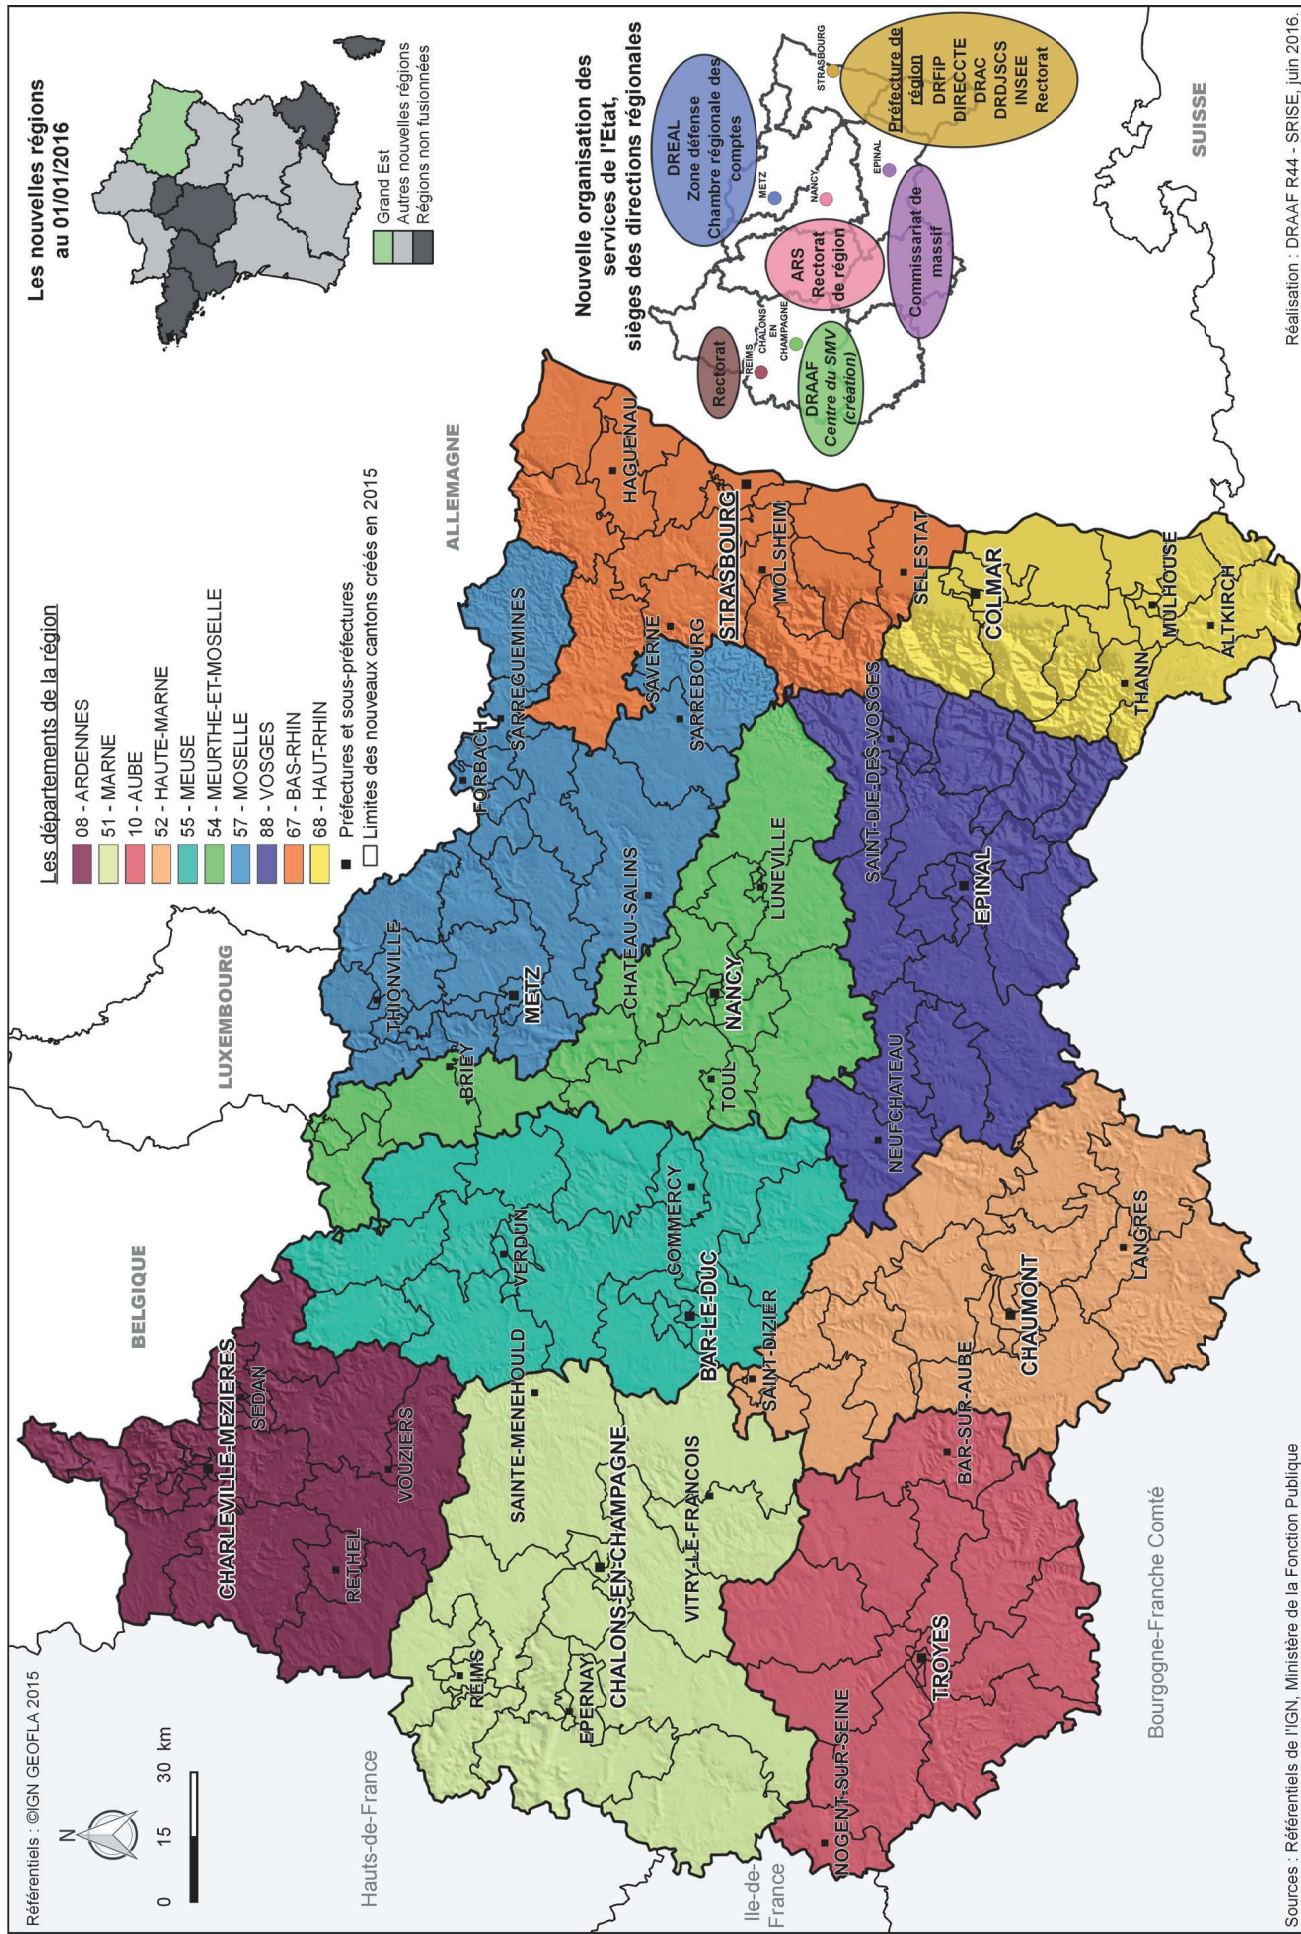 Référentiels : ©IGN GEOFLA 2015
N
0 15 30 km
Hauts-de-France
Ile-de-
France
Bourgogne-Franche Comté
BELGIQUE
LUXEMBOURG
ALLEMAGNE
SUISSE
Les départements de la région
08 - ARDENNES
51 - MARNE
10 - AUBE
52 - HAUTE-MARNE
55 - MEUSE
54 - MEURTHE-ET-MOSELLE
57 - MOSELLE
88 - VOSGES
67 - BAS-RHIN
68 - HAUT-RHIN
Préfectures et sous-préfectures
Limites des nouveaux cantons créés en 2015
CHARLEVILLE-MEZIERES
SEDAN
RETHEL
VOUZIERS
REIMS
EPERNAY
SAINTE-MENEHOULD
CHALONS-EN-CHAMPAGNE
VITRY-LE-FRANCOIS
NOGENT-SUR-SEINE
TROYES
BAR-SUR-AUBE
VERDUN
COMMERCY
BAR-LE-DUC
SAINT-DIZIER
CHAUMONT
LANGRES
BRIEY
TOUL
NANCY
LUNEVILLE
THIONVILLE
METZ
CHATEAU-SALINS
FORBACH
SARREGUEMINES
SARREBOURG
NEUFCHATEAU
EPINAL
SAINT-DIE-DES-VOSGES
SAVERNE
HAGUENAU
STRASBOURG
MOLSHEIM
SELESTAT
COLMAR
THANN
MULHOUSE
ALTKIRCH
Les nouvelles régions
au 01/01/2016
Grand Est
Autres nouvelles régions
Régions non fusionnées
Nouvelle organisation des
services de l'Etat,
sièges des directions régionales
Rectorat
REIMS
CHALONS
EN
CHAMPAGNE
DRAAF
Centre du SMV
(création)
ARS
Rectorat
de région
DREAL
Zone défense
Chambre régionale des
comptes
METZ
NANCY
EPINAL
Commissariat de
massif
STRASBOURG
Préfecture de
région
DRFiP
DIRECCTE
DRAC
DRDJSCS
INSEE
Rectorat
Sources : Référentiels de l'IGN, Ministère de la Fonction Publique
Réalisation : DRAAF R44 - SRISE, juin 2016.